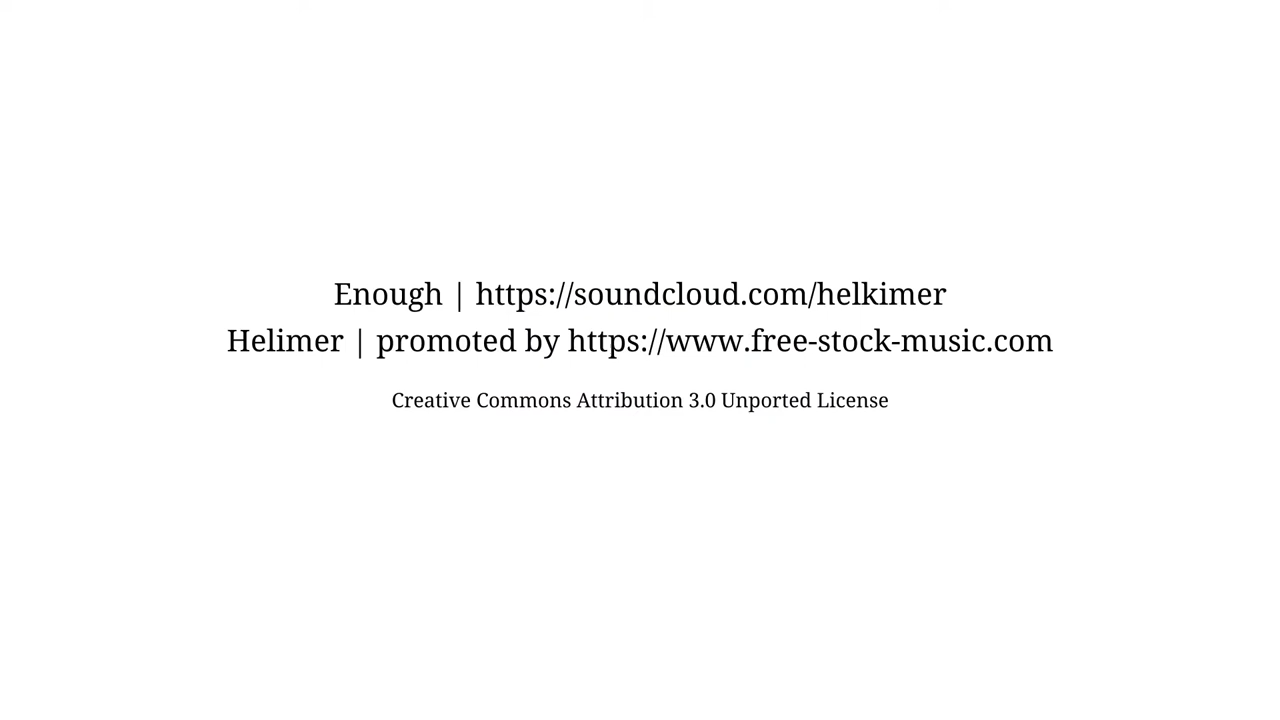 Enough | https://soundcloud.com/helkimer
Helimer | promoted by https://www.free-stock-music.com
Creative Commons Attribution 3.0 Unported License